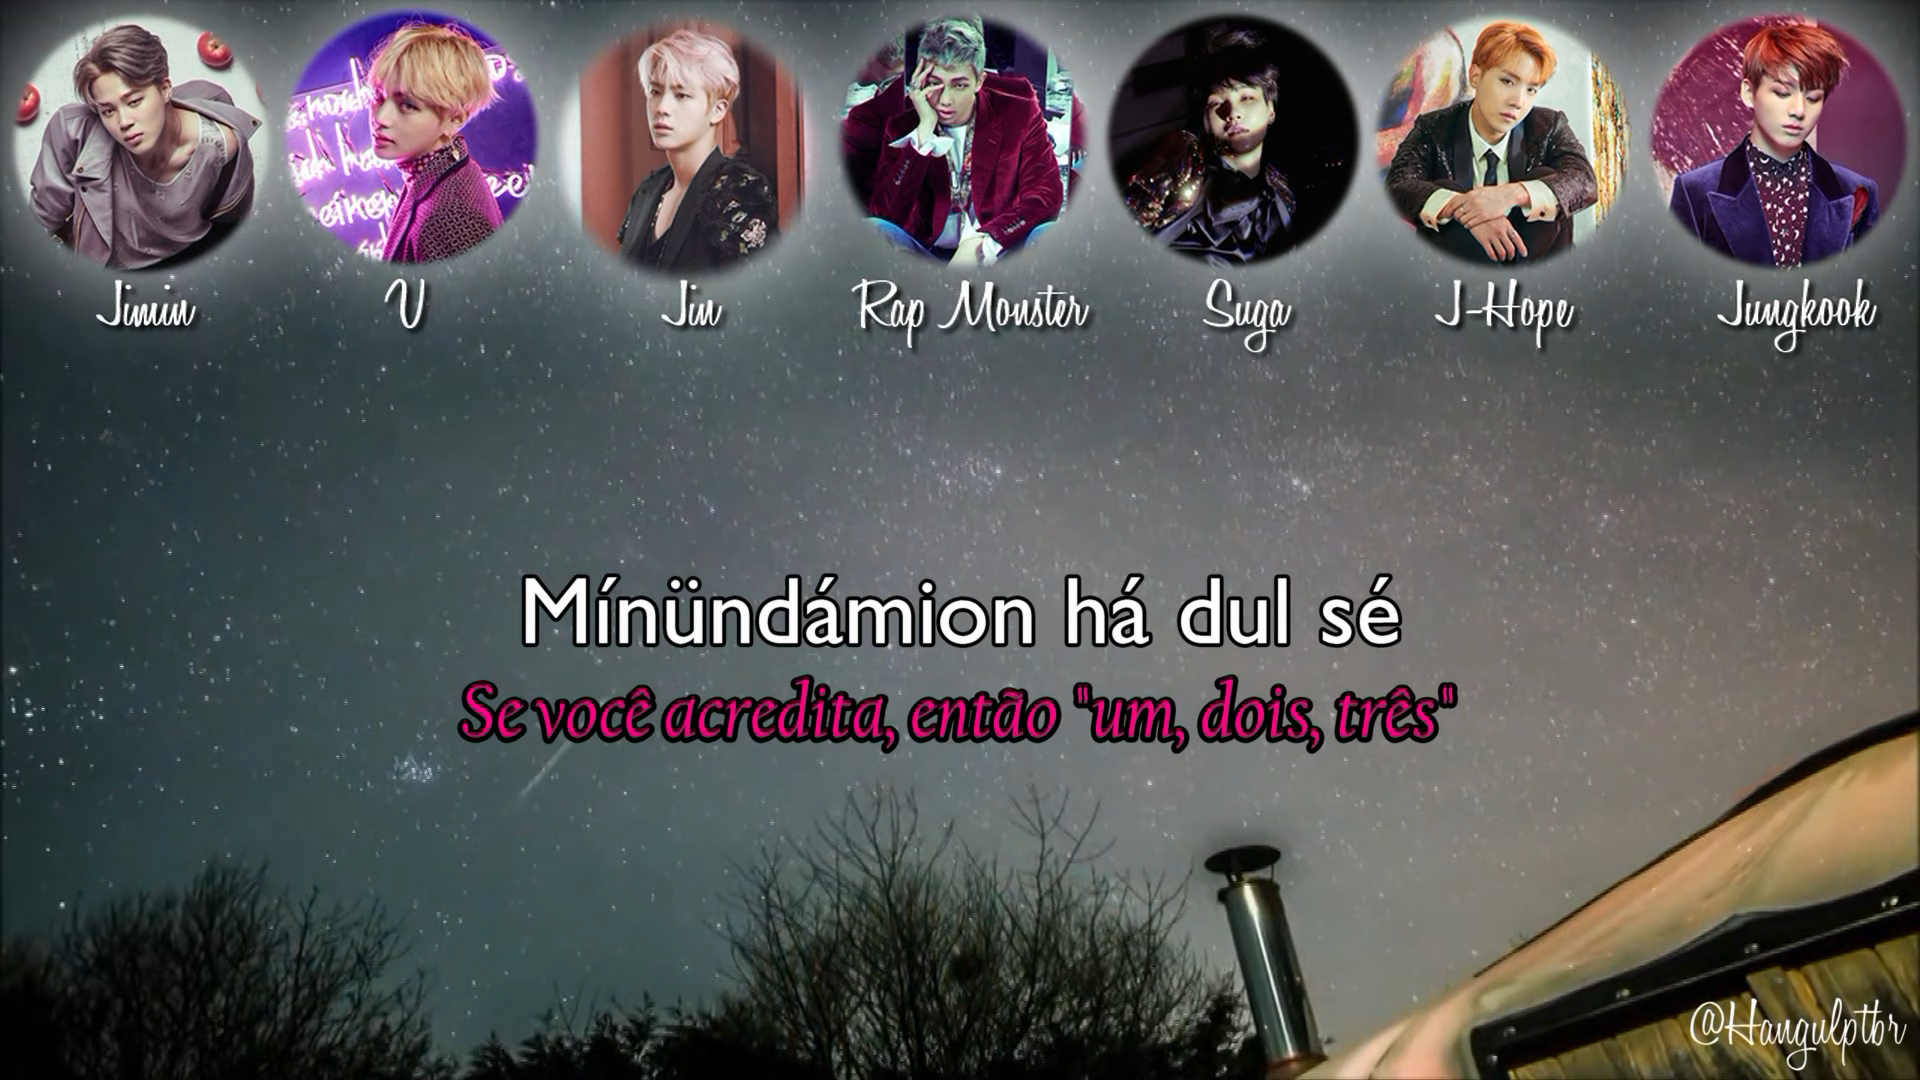 Jimin
V
Jin
Rap Monster
Suga
J-Hope
Jungkook
Mínündámion há dul sé
Se você acredita, então "um, dois, três"
@Hangulptbr